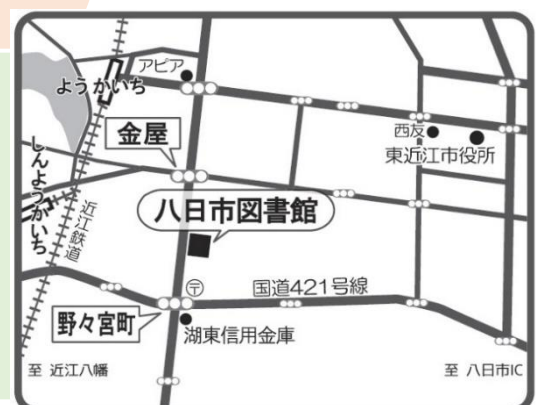 アピア
ようかいち
金屋
西友
東近江市役所
しんようかいち
近江鉄道
八日市図書館
〒
国道421号線
野々宮町
湖東信用金庫
至 近江八幡
至 八日市IC